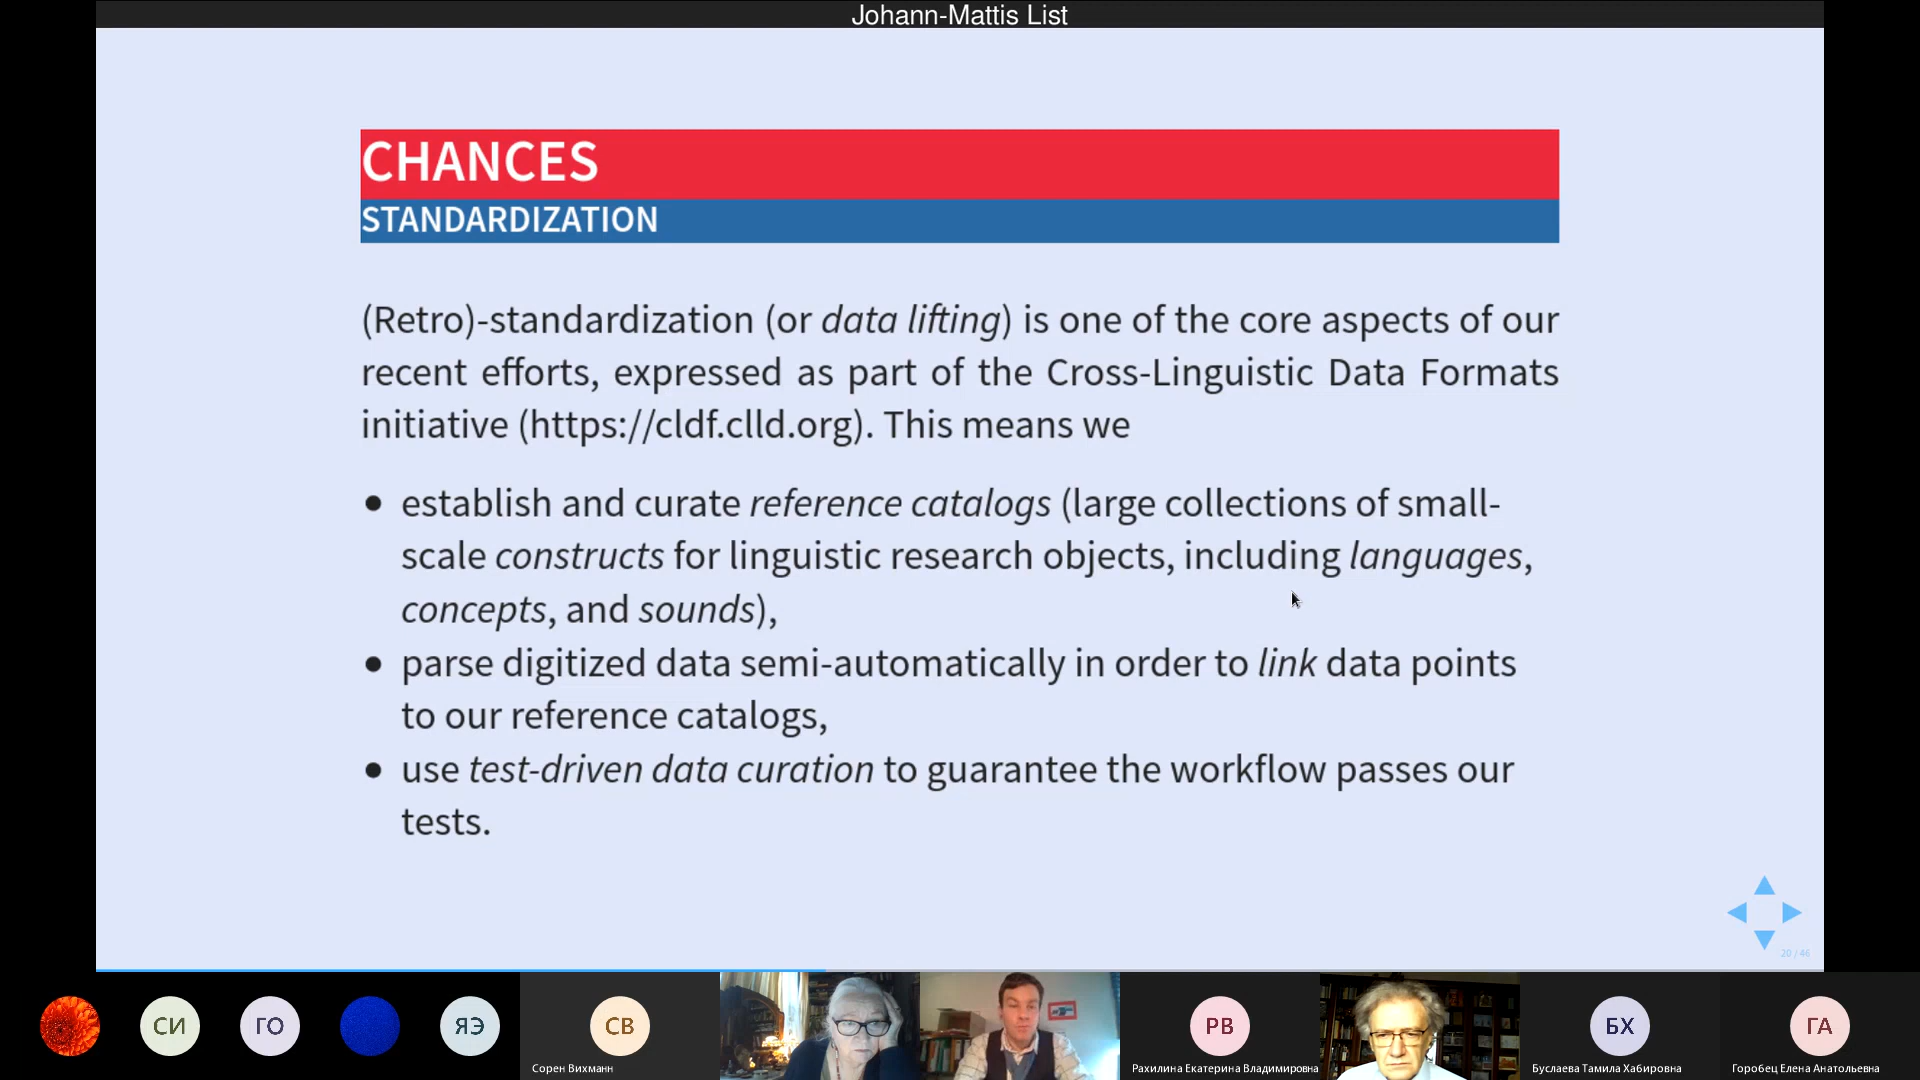 Johann-Mattis List
CHANCES
STANDARDIZATION
(Retro)-standardization (or data lifting) is one of the core aspects of our
recent efforts, expressed as part of the Cross-Linguistic Data Formats
initiative (https://cldf.clld.org). This means we
● establish and curate reference catalogs (large collections of small-
scale constructs for linguistic research objects, including languages,
concepts, and sounds),
● parse digitized data semi-automatically in order to link data points
to our reference catalogs,
● use test-driven data curation to guarantee the workflow passes our
tests.
20 / 46
СИ
ГО
ЯЭ
СВ
Сорен Вихманн
РВ
Рахилина Екатерина Владимировна
БХ
Буслаева Тамила Хабировна
ГА
Горобец Елена Анатольевна